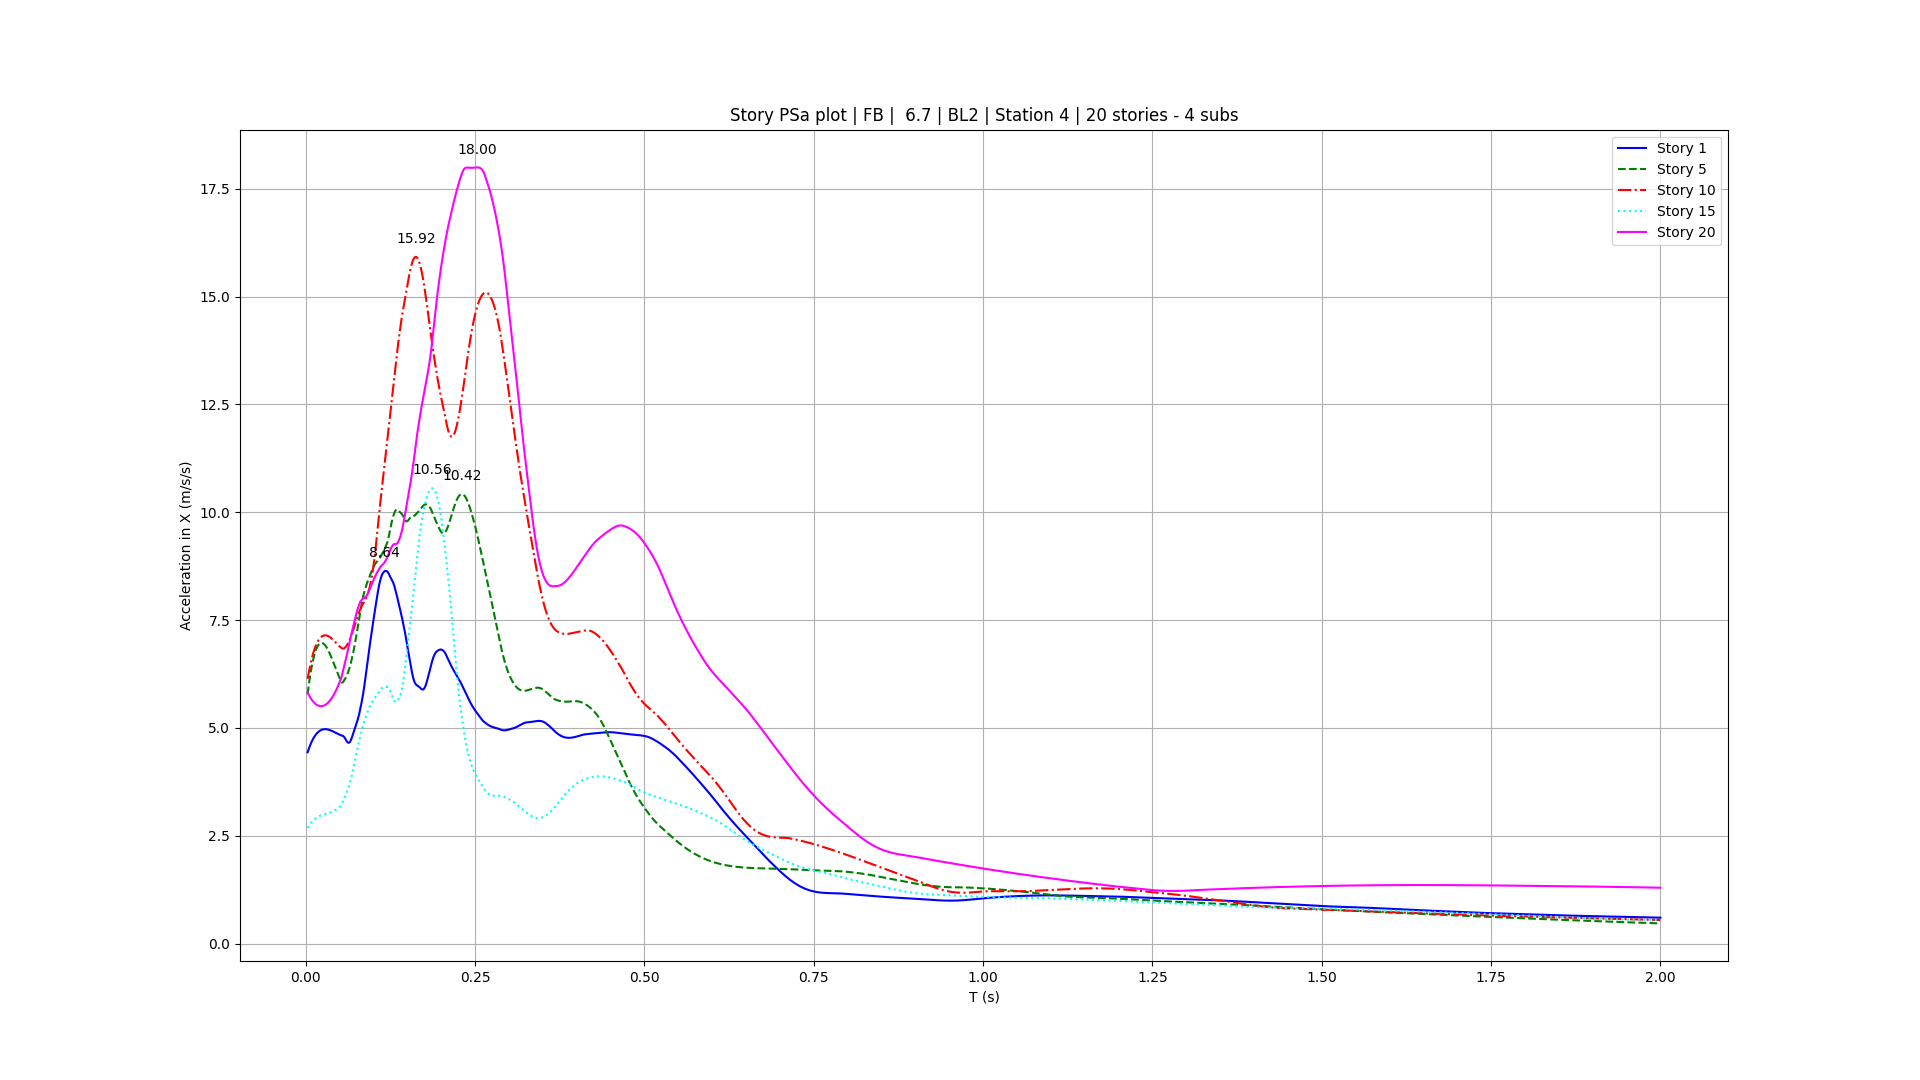 Story PSa plot | FB |  6.7 | BL2 | Station 4 | 20 stories - 4 subs
18.00
Story 1
Story 5
Story 10
Story 15
Story 20
17.5
15.92
15.0
12.5
10.56
10.42
10.0
8.64
7.5
5.0
2.5
0.0
Acceleration in X (m/s/s)
0.00 0.25 0.50 0.75 1.00 1.25 1.50 1.75 2.00
T (s)